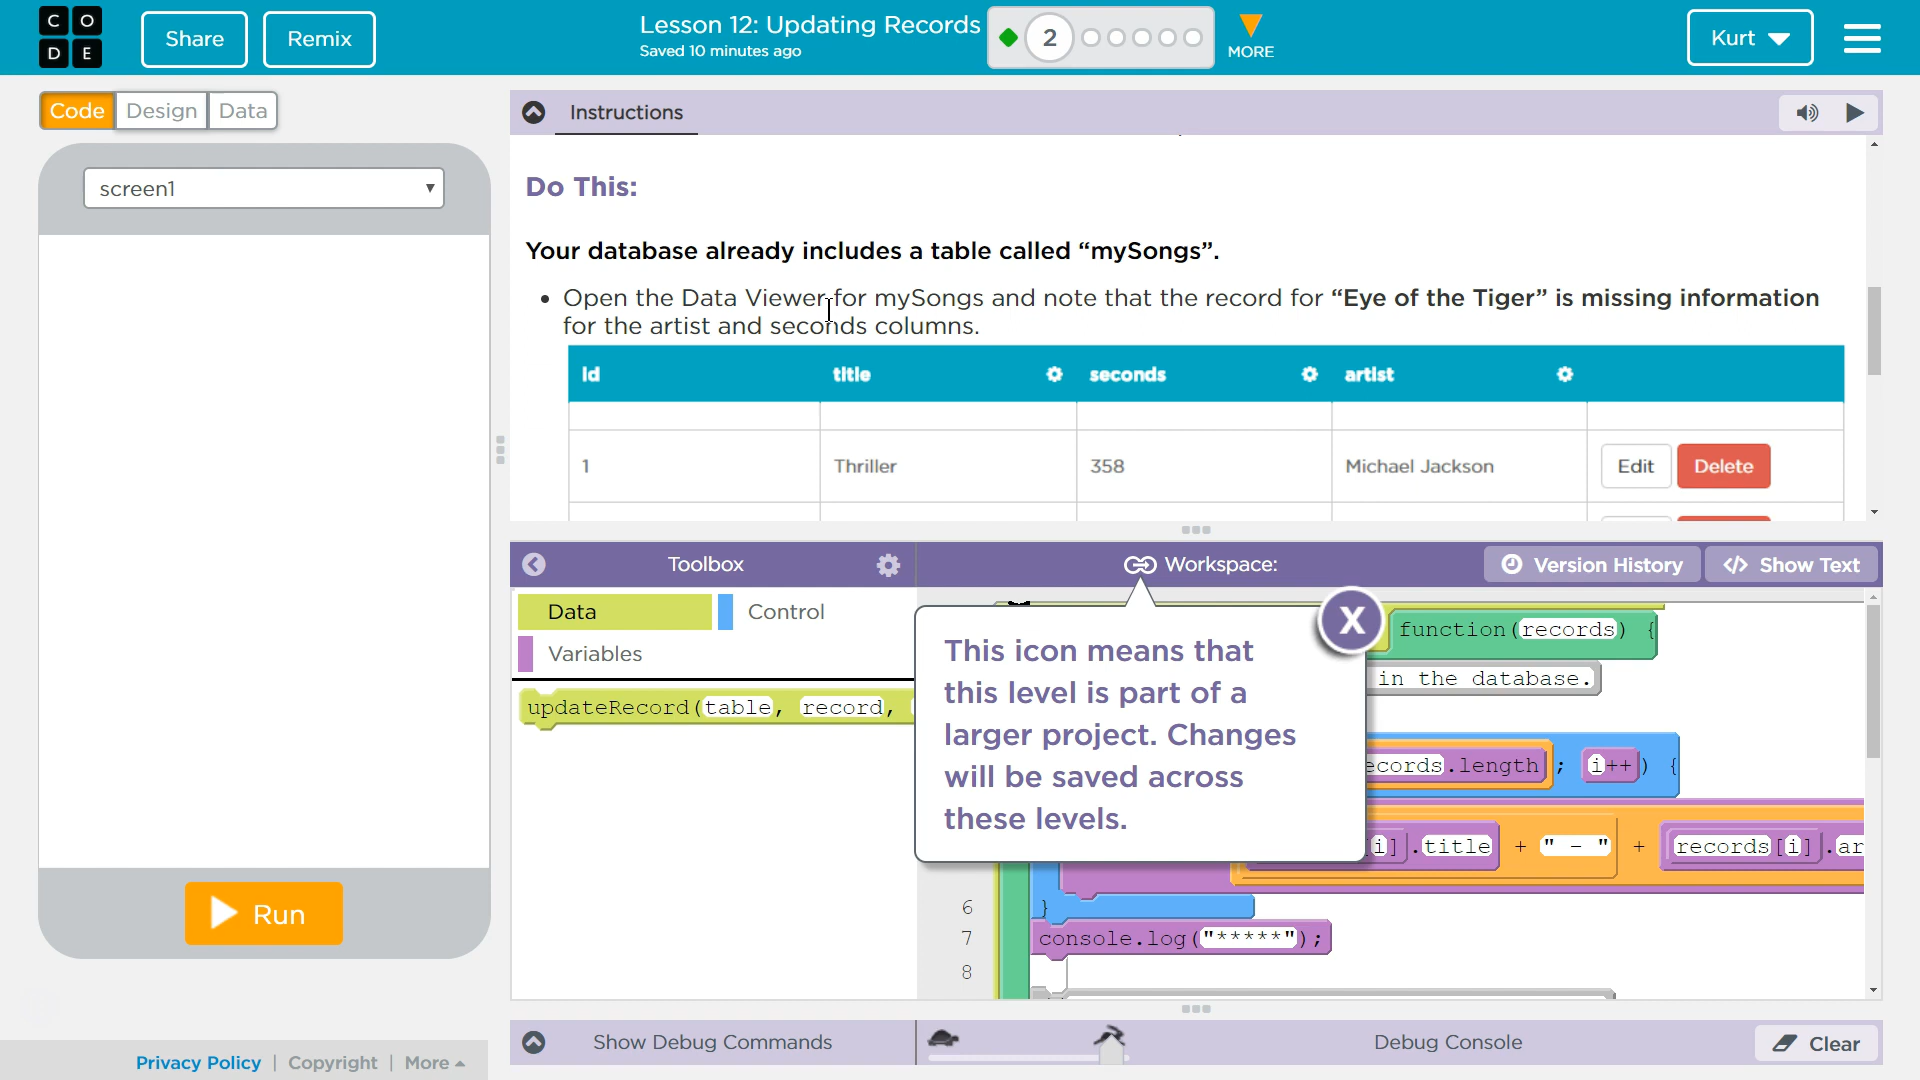 C O
D E
Share
Remix
Lesson 12: Updating Records
Saved 10 minutes ago
2
MORE
Kurt
Code
Design
Data
screen1
Run
Privacy Policy | Copyright | More
Instructions
Do This:
Your database already includes a table called “mySongs”.
• Open the Data Viewer for mySongs and note that the record for “Eye of the Tiger” is missing information
for the artist and seconds columns.
id title seconds artist
1 Thriller 358 Michael Jackson Edit Delete
Toolbox
Workspace:
Version History
</> Show Text
Data
Control
Variables
updateRecord(table, record,
This icon means that
this level is part of a
larger project. Changes
will be saved across
these levels.
X
function(records) {
in the database.
ecords.length; i++) {
[i].title + " - " + records[i].ar
6 }
7 console.log("*****");
8
Show Debug Commands
Debug Console
Clear